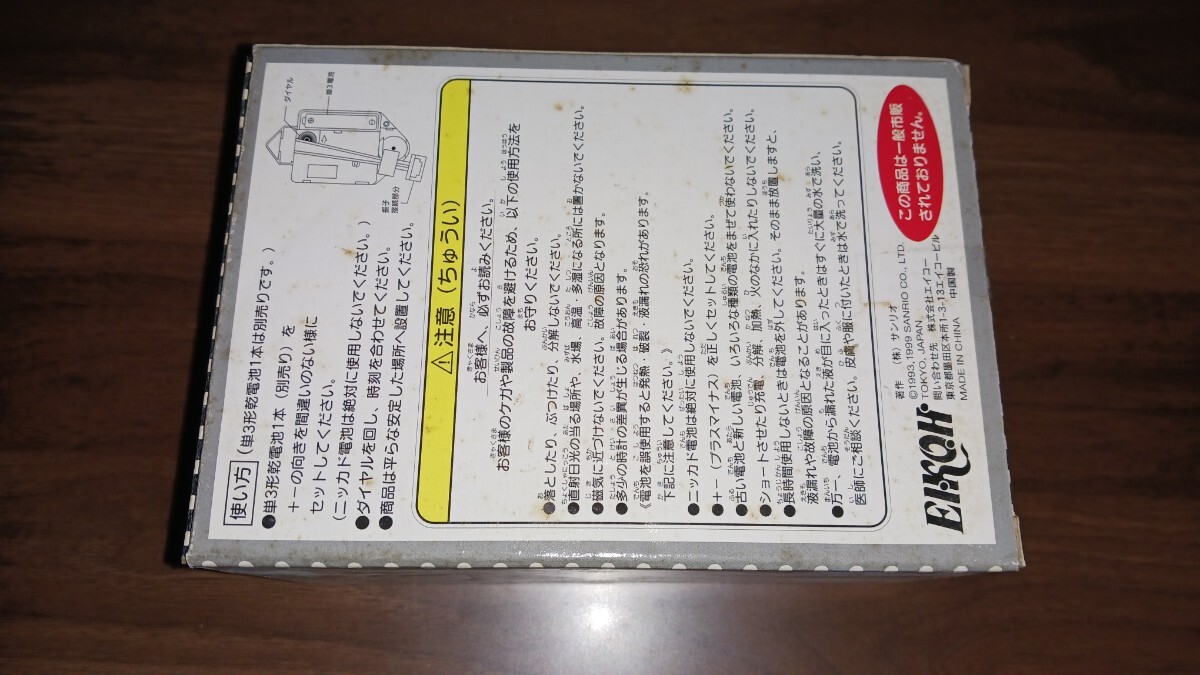 使い方 (単3形乾電池1本は別売りです。)
●単3形乾電池1本(別売り)を
+-の向きを間違いのない様に
セットしてください。
(ニッカド電池は絶対に使用しないでください。)
●ダイヤルを回し、時刻を合わせてください。
●商品は平らな安定した場所へ設置してください。
ダイヤル
単3電池
振子
接続部分
⚠注意(ちゅうい)
お客様へ、必ずお読みください。
お客様のケガや製品の故障を避けるため、以下の使用方法を
お守りください。
●落としたり、ぶつけたり、分解しないでください。
●直射日光の当る場所や、水場、高温・多湿になる所には置かないでください。
●磁気に近づけないでください。故障の原因となります。
●多少の時計の差異が生じる場合があります。
《電池を誤使用すると発熱・破裂・液漏れの恐れがあります。
下記に注意してください。》
●ニッカド電池は絶対に使用しないでください。
●+-(プラスマイナス)を正しくセットしてください。
●古い電池と新しい電池、いろいろな種類の電池をまぜて使わないでください。
●ショートさせたり充電、分解、加熱、火のなかに入れたりしないでください。
●長時間使用しないときは電池を外してください。そのまま放置しますと、
液漏れや故障の原因となることがあります。
●万一、電池から漏れた液が目に入ったときはすぐに大量の水で洗い、
医師にご相談ください。皮膚や服に付いたときは水で洗ってください。
EIKOH
著作 (株)サンリオ
©1993,1999 SANRIO CO., LTD.
TOKYO, JAPAN
問い合わせ先 株式会社エイコー
東京都墨田区本所1-3-13エイコービル
MADE IN CHINA 中国製
この商品は一般市販
されておりません。